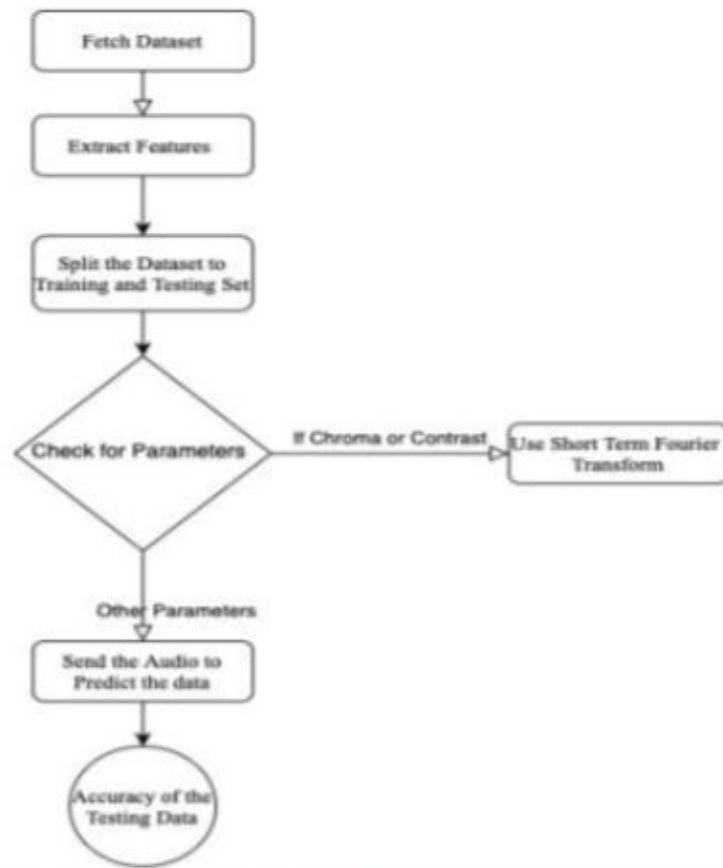 Fetch Dataset
Extract Features
Split the Dataset to
Training and Testing Set
Check for Parameters
If Chroma or Contrast
Use Short Term Fourier
Transform
Other Parameters
Send the Audio to
Predict the data
Accuracy of the
Testing Data